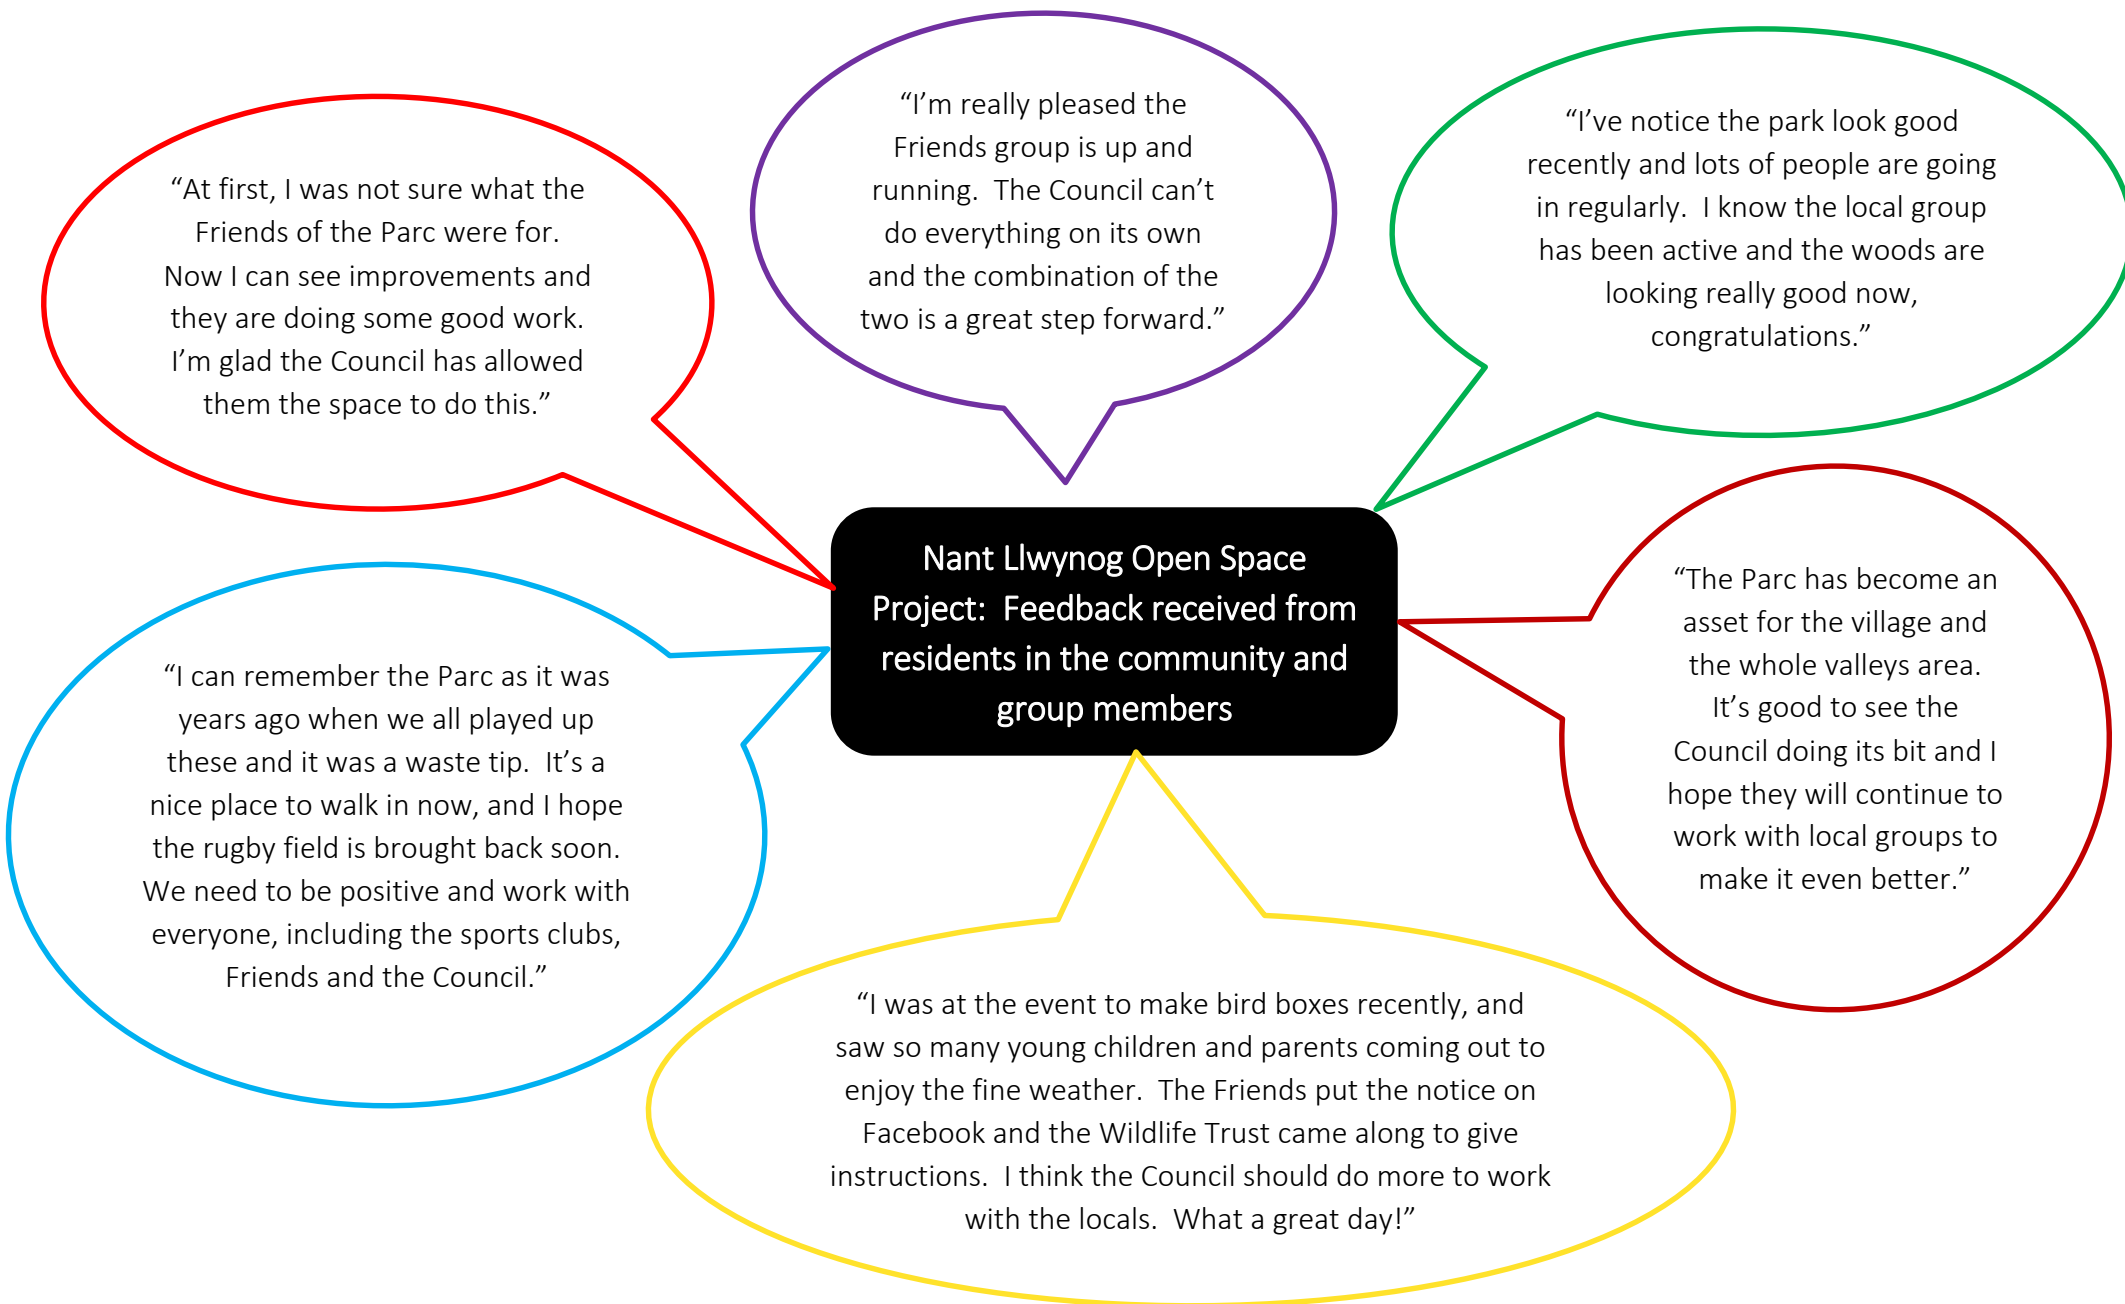 “At first, I was not sure what the
Friends of the Parc were for.
Now I can see improvements and
they are doing some good work.
I’m glad the Council has allowed
them the space to do this.”
“I’m really pleased the
Friends group is up and
running.  The Council can’t
do everything on its own
and the combination of the
two is a great step forward.”
“I’ve notice the park look good
recently and lots of people are going
in regularly.  I know the local group
has been active and the woods are
looking really good now,
congratulations.”
Nant Llwynog Open Space
Project:  Feedback received from
residents in the community and
group members
“I can remember the Parc as it was
years ago when we all played up
these and it was a waste tip.  It’s a
nice place to walk in now, and I hope
the rugby field is brought back soon.
We need to be positive and work with
everyone, including the sports clubs,
Friends and the Council.”
“The Parc has become an
asset for the village and
the whole valleys area.
It’s good to see the
Council doing its bit and I
hope they will continue to
work with local groups to
make it even better.”
“I was at the event to make bird boxes recently, and
saw so many young children and parents coming out to
enjoy the fine weather.  The Friends put the notice on
Facebook and the Wildlife Trust came along to give
instructions.  I think the Council should do more to work
with the locals.  What a great day!”